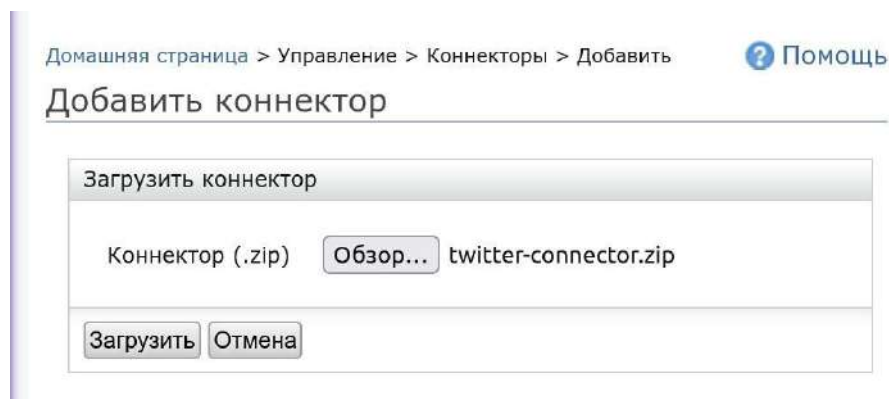 Домашняя страница > Управление > Коннекторы > Добавить
Помощь
Добавить коннектор
Загрузить коннектор
Коннектор (.zip) Обзор... twitter-connector.zip
Загрузить Отмена